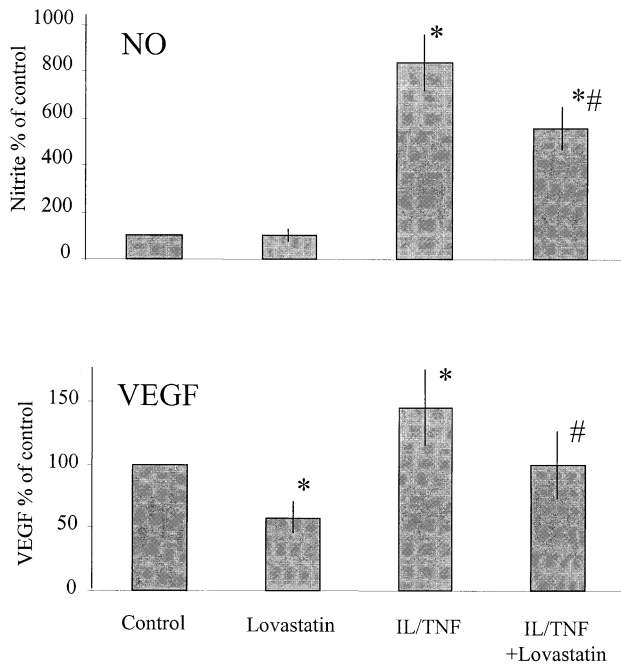 1000
NO
*
800
*#
600
400
200
0
Nitrite % of control
VEGF
*
150
#
100
*
50
0
VEGF % of control
Control Lovastatin IL/TNF IL/TNF
+Lovastatin